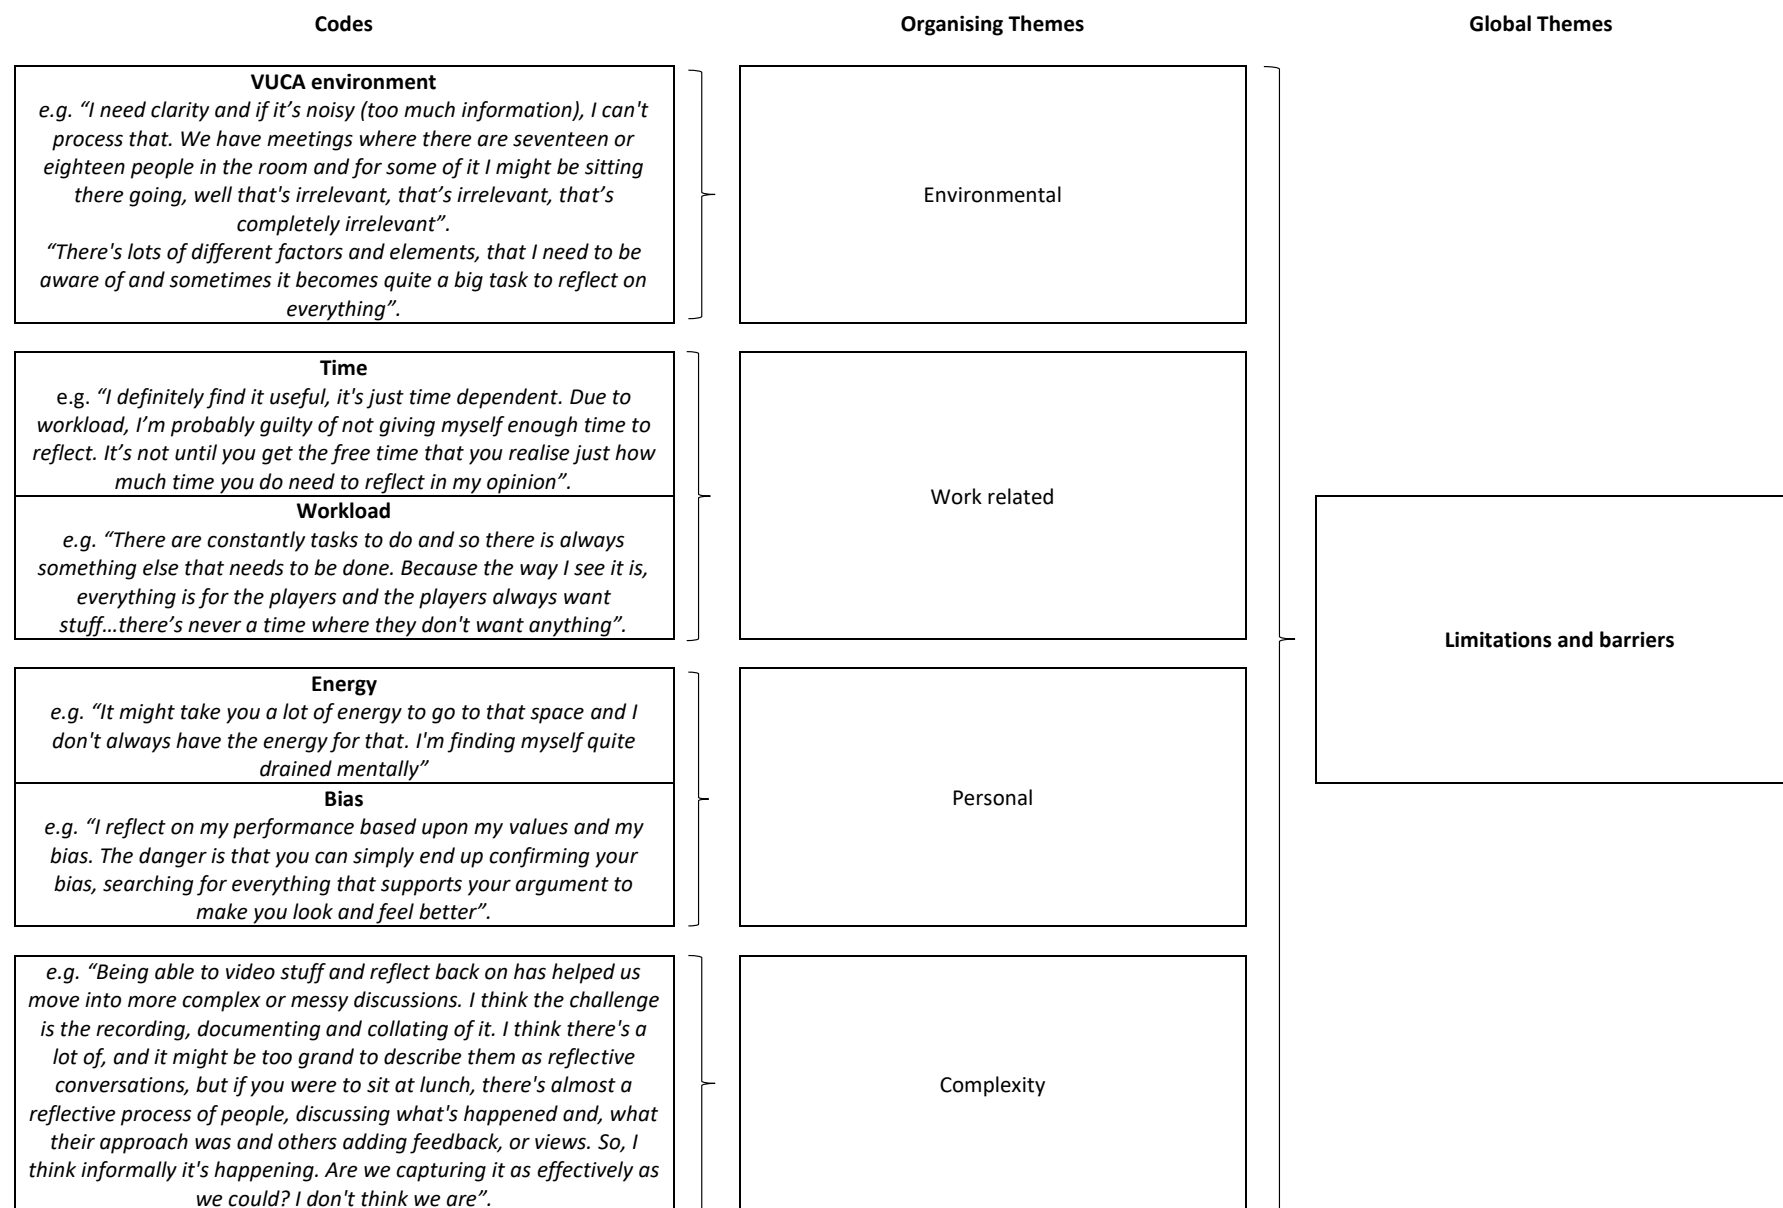 Codes
Organising Themes
Global Themes
VUCA environment
e.g. “I need clarity and if it’s noisy (too much information), I can't
process that. We have meetings where there are seventeen or
eighteen people in the room and for some of it I might be sitting
there going, well that's irrelevant, that’s irrelevant, that’s
completely irrelevant”.
“There's lots of different factors and elements, that I need to be
aware of and sometimes it becomes quite a big task to reflect on
everything”.
Environmental
Time
e.g. “I definitely find it useful, it's just time dependent. Due to
workload, I’m probably guilty of not giving myself enough time to
reflect. It’s not until you get the free time that you realise just how
much time you do need to reflect in my opinion”.
Workload
e.g. “There are constantly tasks to do and so there is always
something else that needs to be done. Because the way I see it is,
everything is for the players and the players always want
stuff…there’s never a time where they don't want anything”.
Work related
Energy
e.g. “It might take you a lot of energy to go to that space and I
don't always have the energy for that. I'm finding myself quite
drained mentally”
Bias
e.g. “I reflect on my performance based upon my values and my
bias. The danger is that you can simply end up confirming your
bias, searching for everything that supports your argument to
make you look and feel better”.
Personal
e.g. “Being able to video stuff and reflect back on has helped us
move into more complex or messy discussions. I think the challenge
is the recording, documenting and collating of it. I think there's a
lot of, and it might be too grand to describe them as reflective
conversations, but if you were to sit at lunch, there's almost a
reflective process of people, discussing what's happened and, what
their approach was and others adding feedback, or views. So, I
think informally it's happening. Are we capturing it as effectively as
we could? I don't think we are”.
Complexity
Limitations and barriers